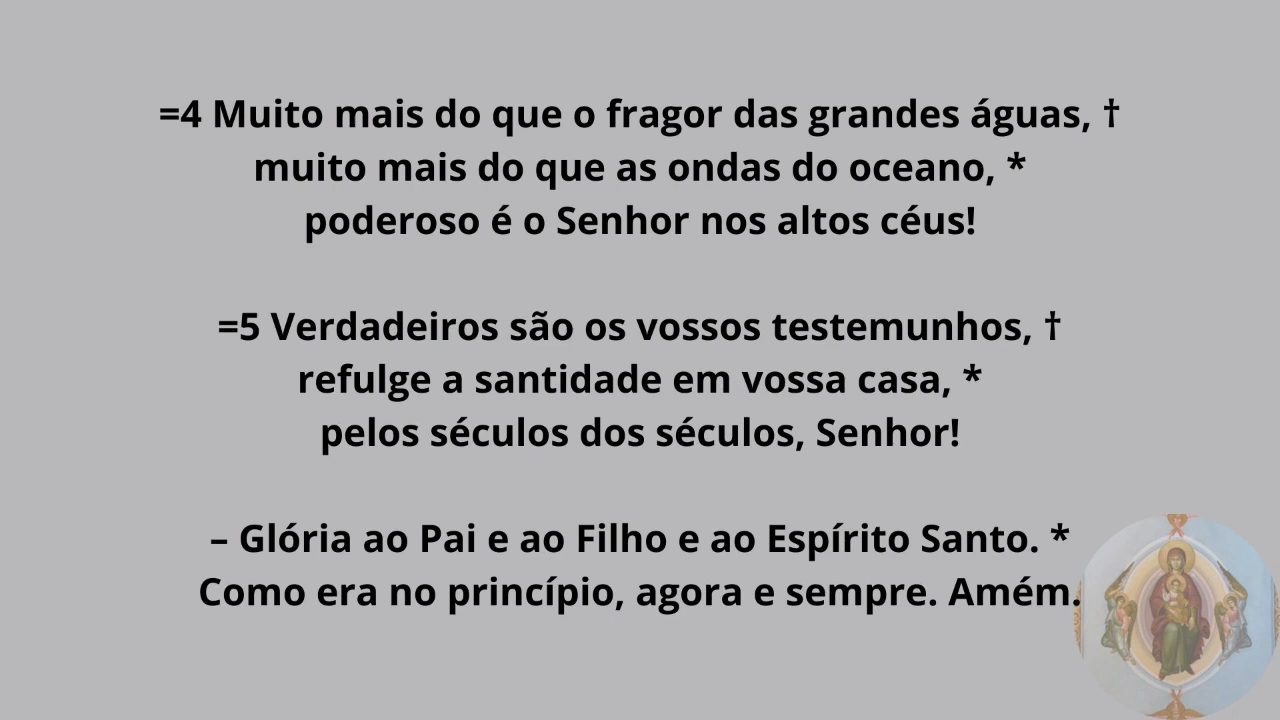 =4 Muito mais do que o fragor das grandes águas, †
muito mais do que as ondas do oceano, *
poderoso é o Senhor nos altos céus!
=5 Verdadeiros são os vossos testemunhos, †
refulge a santidade em vossa casa, *
pelos séculos dos séculos, Senhor!
– Glória ao Pai e ao Filho e ao Espírito Santo. *
Como era no princípio, agora e sempre. Amém.